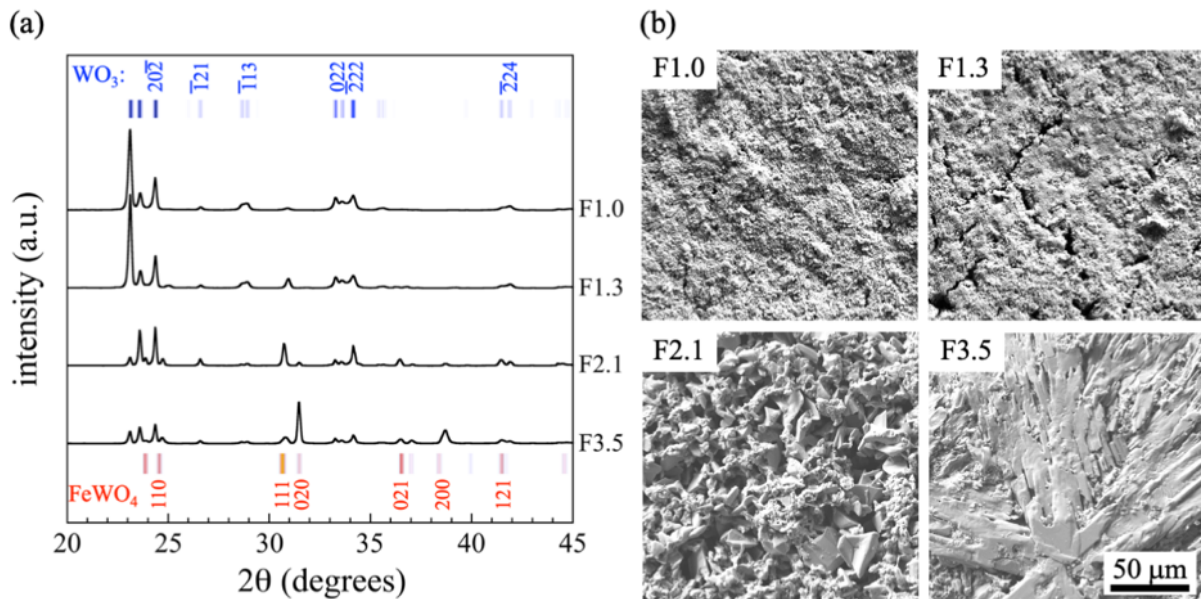 (a)
WO₃:
20̅2̅
1̅21
1̅13
022
2̅22
2̅24
F1.0
F1.3
F2.1
F3.5
FeWO₄
110
111
020
021
200
121
20 25 30 35 40 45
2θ (degrees)
intensity (a.u.)
(b)
F1.0
F1.3
F2.1
F3.5
50 μm